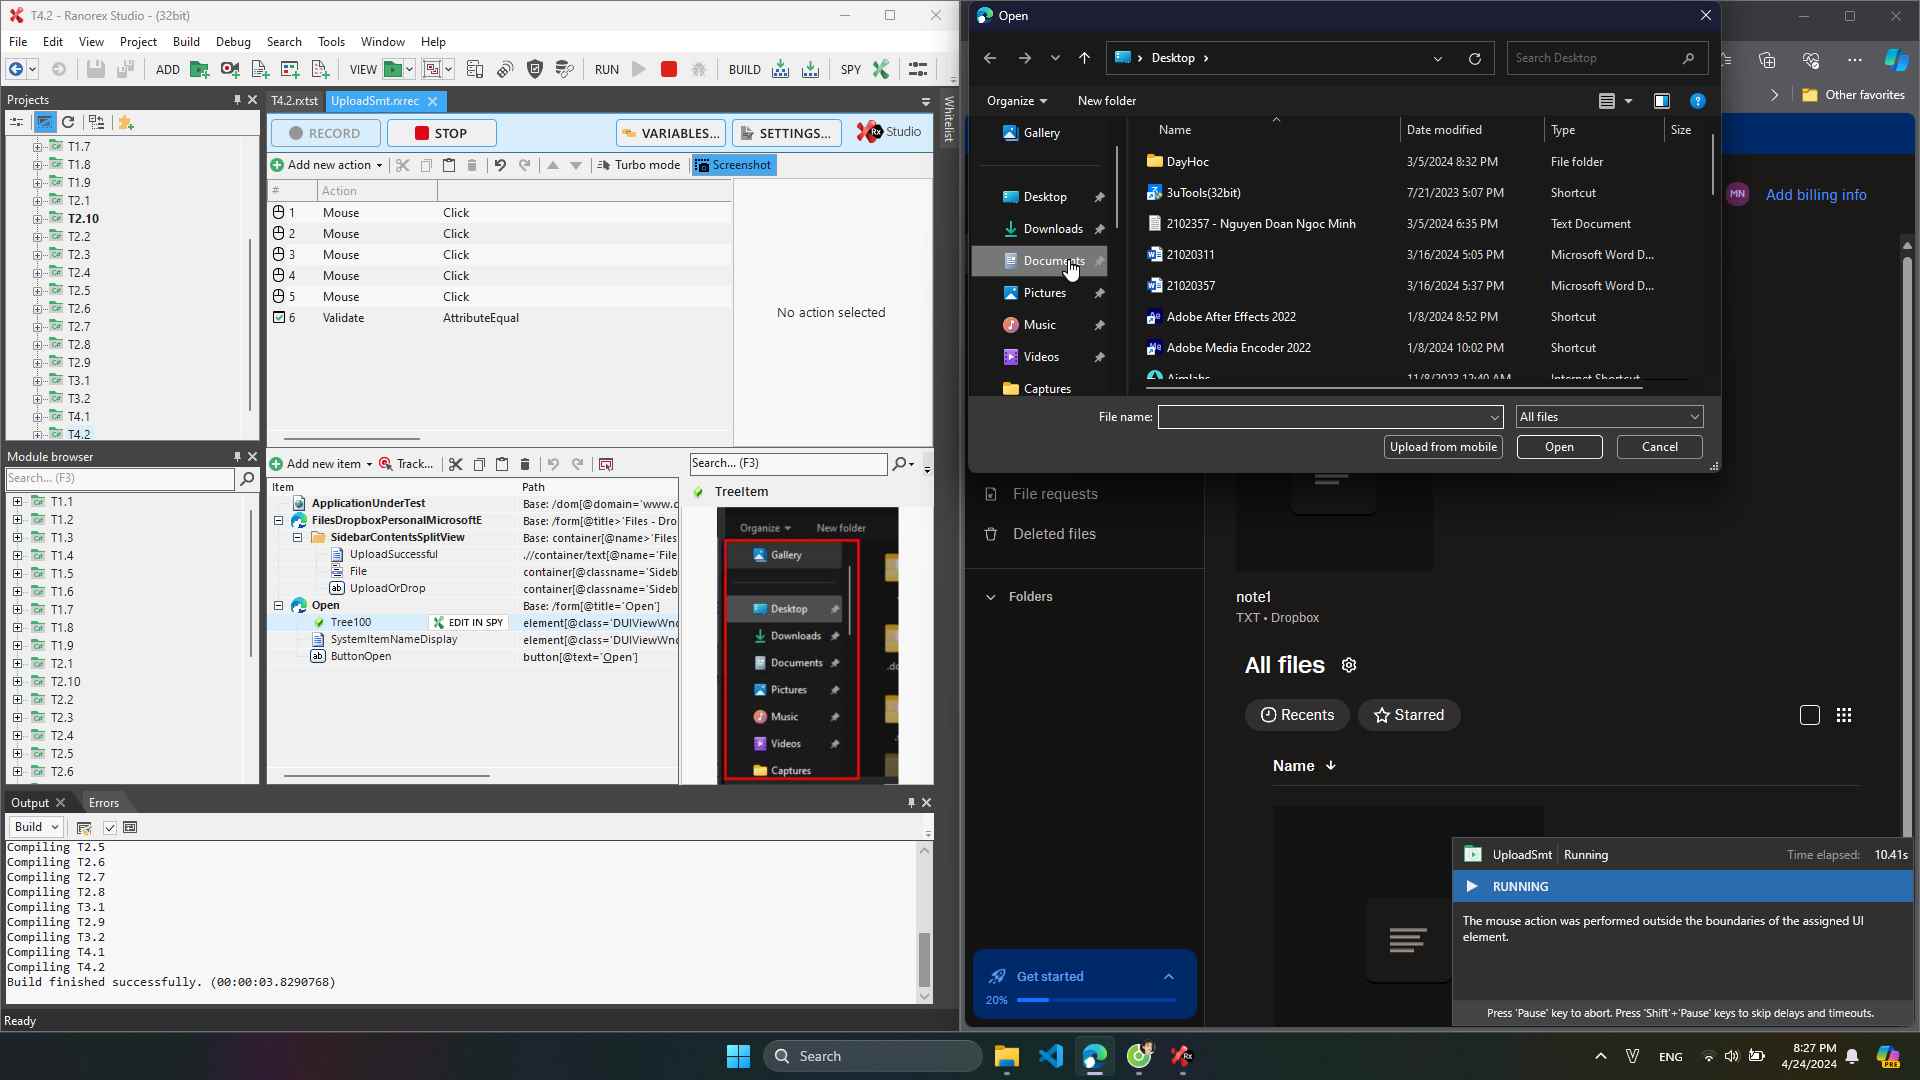 T4.2 - Ranorex Studio - (32bit)
File Edit View Project Build Debug Search Tools Window Help
ADD VIEW RUN BUILD SPY
Projects
T1.7
T1.8
T1.9
T2.1
T2.10
T2.2
T2.3
T2.4
T2.5
T2.6
T2.7
T2.8
T2.9
T3.1
T3.2
T4.1
T4.2
T4.2.rxtst UploadSmt.rxrec
Whitelist
RECORD STOP VARIABLES... SETTINGS... Rx Studio
Add new action Turbo mode Screenshot
# Action
1 Mouse Click
2 Mouse Click
3 Mouse Click
4 Mouse Click
5 Mouse Click
6 Validate AttributeEqual
No action selected
Module browser
Search... (F3)
T1.1
T1.2
T1.3
T1.4
T1.5
T1.6
T1.7
T1.8
T1.9
T2.1
T2.10
T2.2
T2.3
T2.4
T2.5
T2.6
Add new item Track... Search... (F3)
Item Path
ApplicationUnderTest Base: /dom[@domain='www.d
FilesDropboxPersonalMicrosoftE Base: /form[@title>'Files - Dro
SidebarContentsSplitView Base: container[@name>'Files
UploadSuccessful .//container/text[@name='File
File container[@classname='Sideb
UploadOrDrop container[@classname='Sideb
Open Base: /form[@title='Open']
Tree100 EDIT IN SPY element[@class='DUIViewWnd
SystemItemNameDisplay element[@class='DUIViewWnd
ButtonOpen button[@text='Open']
TreeItem
Organize New folder
Gallery
Desktop
Downloads
Documents
Pictures
Music
Videos
Captures
Output Errors
Build
Compiling T2.5
Compiling T2.6
Compiling T2.7
Compiling T2.8
Compiling T3.1
Compiling T2.9
Compiling T3.2
Compiling T4.1
Compiling T4.2
Build finished successfully. (00:00:03.8290768)
Ready
Open
Desktop
Search Desktop
Organize New folder
Gallery
Desktop
Downloads
Documents
Pictures
Music
Videos
Captures
Name Date modified Type Size
DayHoc 3/5/2024 8:32 PM File folder
3uTools(32bit) 7/21/2023 5:07 PM Shortcut
2102357 - Nguyen Doan Ngoc Minh 3/5/2024 6:35 PM Text Document
21020311 3/16/2024 5:05 PM Microsoft Word D...
21020357 3/16/2024 5:37 PM Microsoft Word D...
Adobe After Effects 2022 1/8/2024 8:52 PM Shortcut
Adobe Media Encoder 2022 1/8/2024 10:02 PM Shortcut
Aimlabs 11/8/2023 12:40 AM Internet Shortcut
File name: All files
Upload from mobile Open Cancel
Other favorites
MN Add billing info
File requests
Deleted files
Folders
note1
TXT • Dropbox
All files
Recents Starred
Name
Get started
20%
UploadSmt Running Time elapsed: 10.41s
RUNNING
The mouse action was performed outside the boundaries of the assigned UI
element.
Press 'Pause' key to abort. Press 'Shift'+'Pause' keys to skip delays and timeouts.
Search
ENG
8:27 PM
4/24/2024
PRE